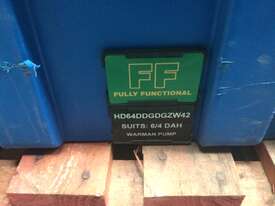 FF
FULLY FUNCTIONAL
HD64DDGDGZW42
SUITS: 6/4 DAH
WARMAN PUMP